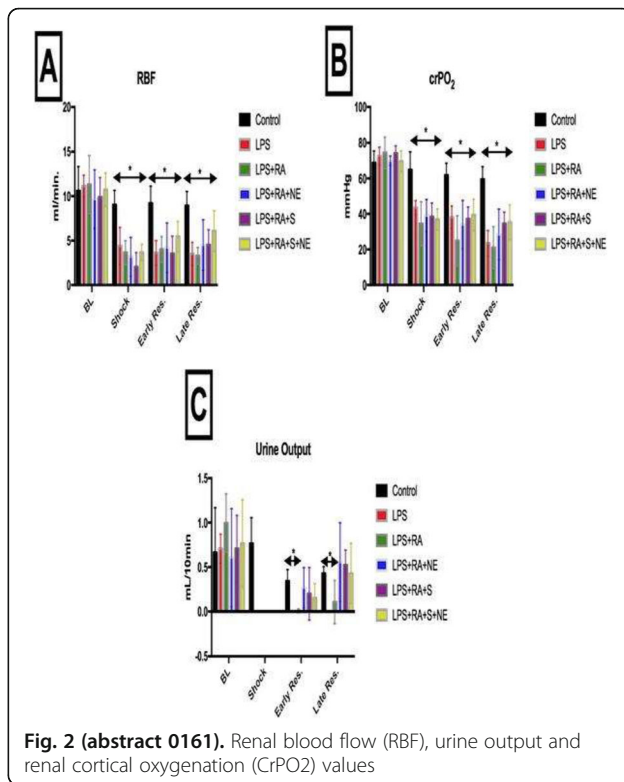 A
RBF
20
15
10
5
0
ml/min.
BL
Shock
Early Res.
Late Res.
*
*
*
Control
LPS
LPS+RA
LPS+RA+NE
LPS+RA+S
LPS+RA+S+NE
B
crPO2
100
80
60
40
20
0
mmHg
BL
Shock
Early Res.
Late Res.
*
*
*
Control
LPS
LPS+RA
LPS+RA+NE
LPS+RA+S
LPS+RA+S+NE
C
Urine Output
1.5
1.0
0.5
0.0
-0.5
mL/10min
BL
Shock
Early Res.
Late Res.
*
*
Control
LPS
LPS+RA
LPS+RA+NE
LPS+RA+S
LPS+RA+S+NE
Fig. 2 (abstract 0161). Renal blood flow (RBF), urine output and
renal cortical oxygenation (CrPO2) values